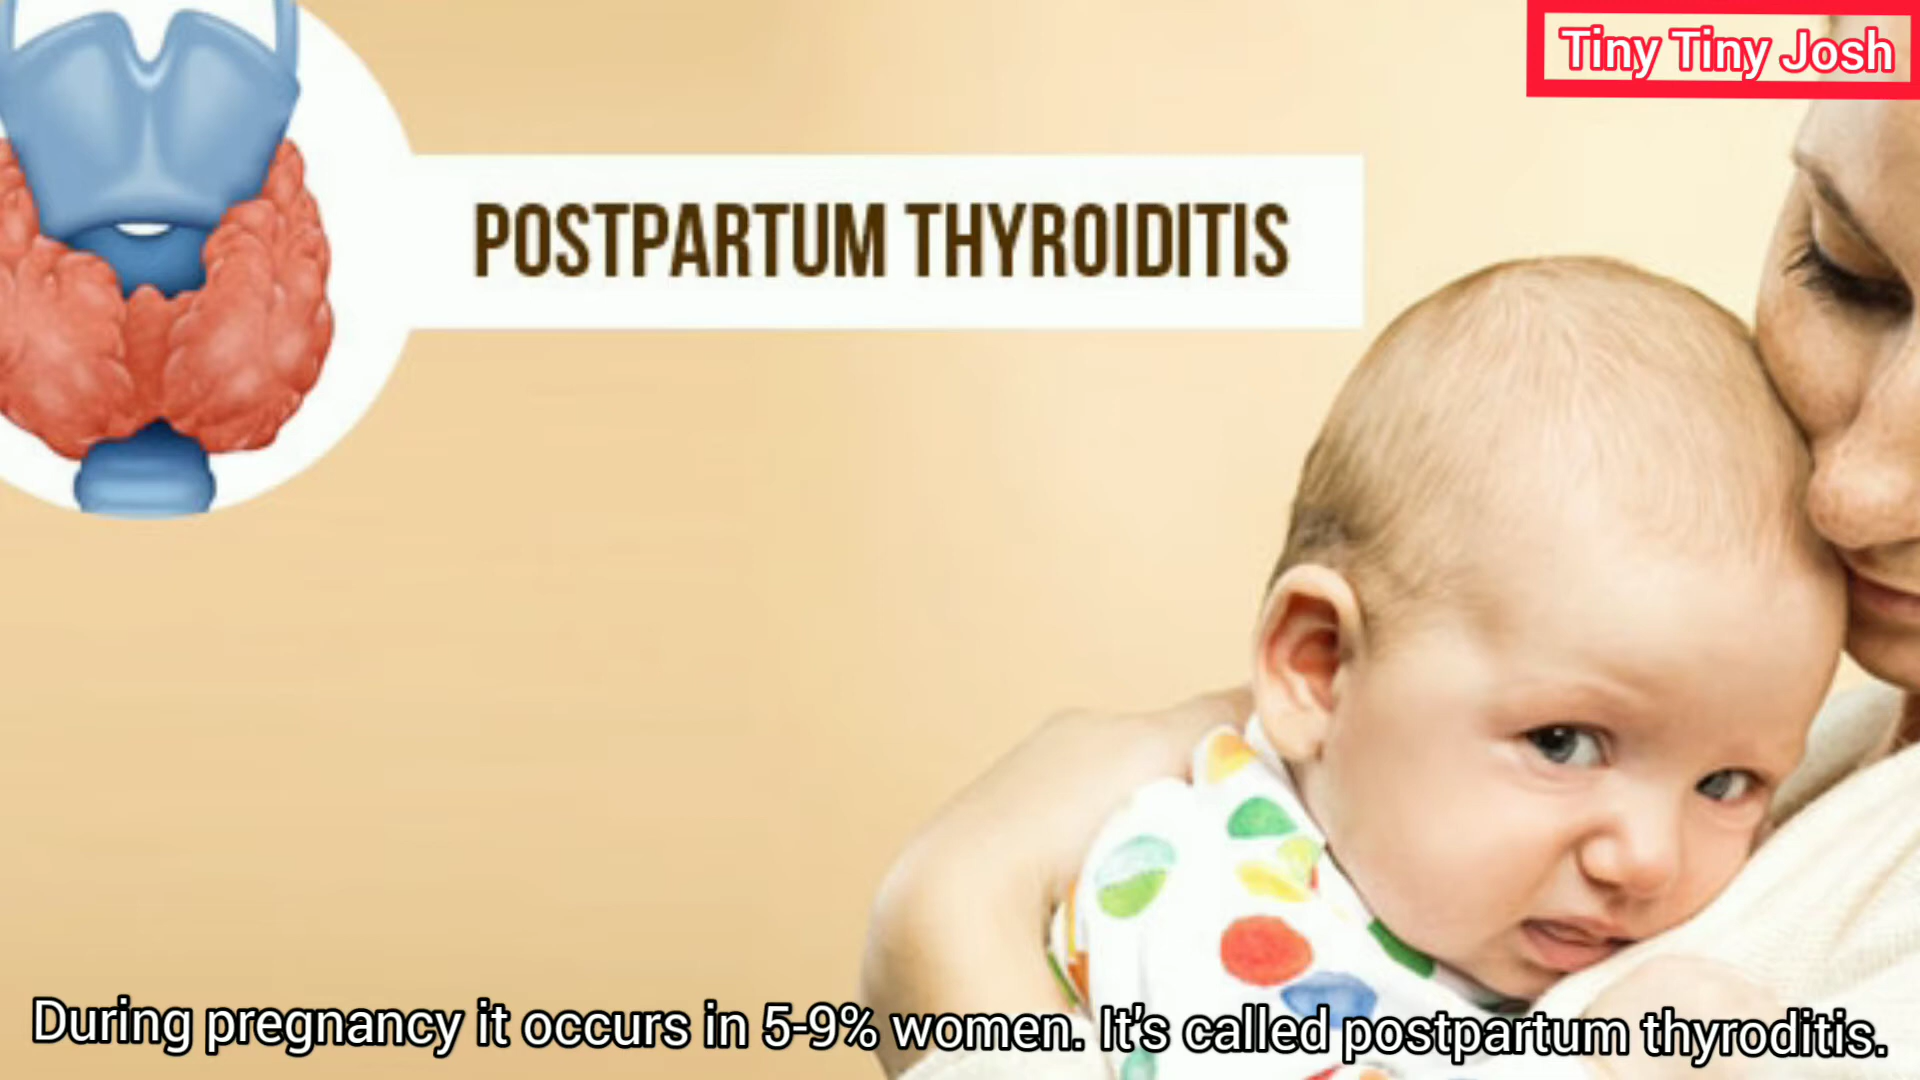 Tiny Tiny Josh
POSTPARTUM THYROIDITIS
During pregnancy it occurs in 5-9% women. It's called postpartum thyroditis.